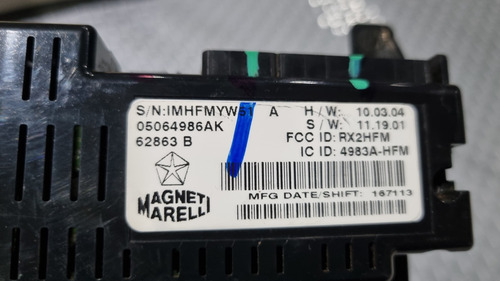 S/N:IMHFMYW61 A H/W: 10.03.04
05064986AK S/W: 11.19.01
62863 B FCC ID: RX2HFM
IC ID: 4983A-HFM
MAGNETI
MARELLI
MFG DATE/SHIFT: 167113